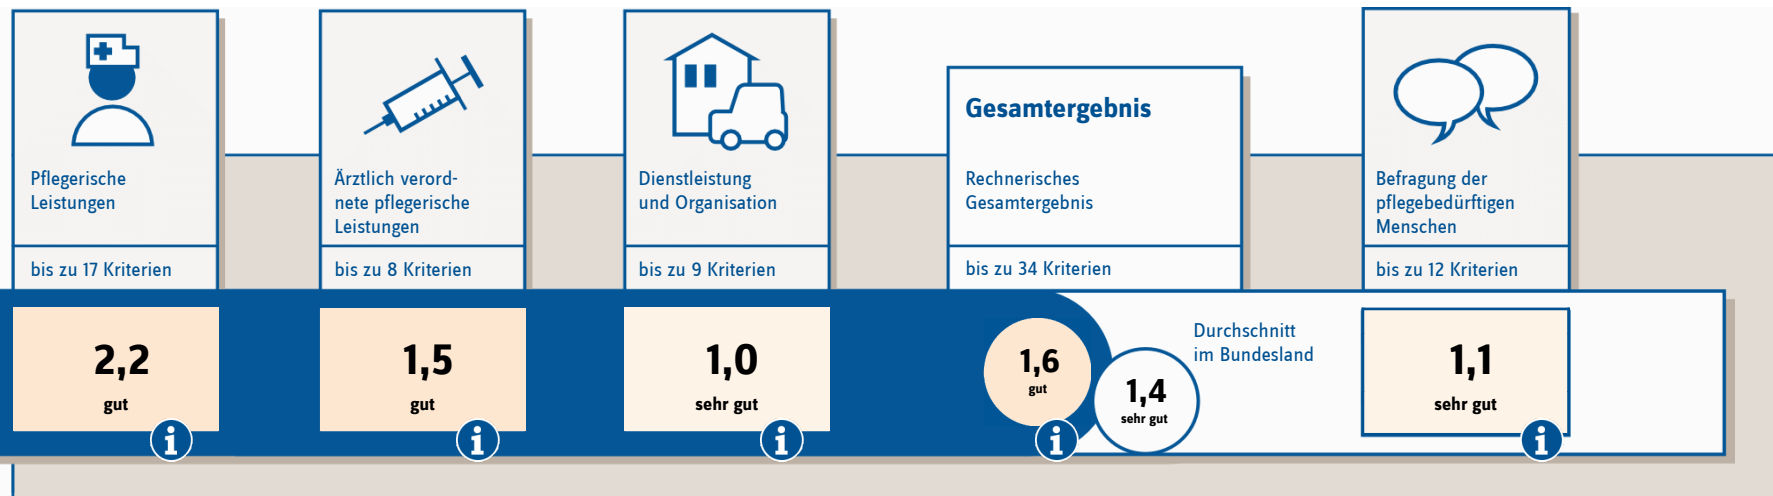 Pflegerische
Leistungen
bis zu 17 Kriterien
2,2
gut
i
Ärztlich verord-
nete pflegerische
Leistungen
bis zu 8 Kriterien
1,5
gut
i
Dienstleistung
und Organisation
bis zu 9 Kriterien
1,0
sehr gut
i
Gesamtergebnis
Rechnerisches
Gesamtergebnis
bis zu 34 Kriterien
1,6
gut
i
Durchschnitt
im Bundesland
1,4
sehr gut
Befragung der
pflegebedürftigen
Menschen
bis zu 12 Kriterien
1,1
sehr gut
i